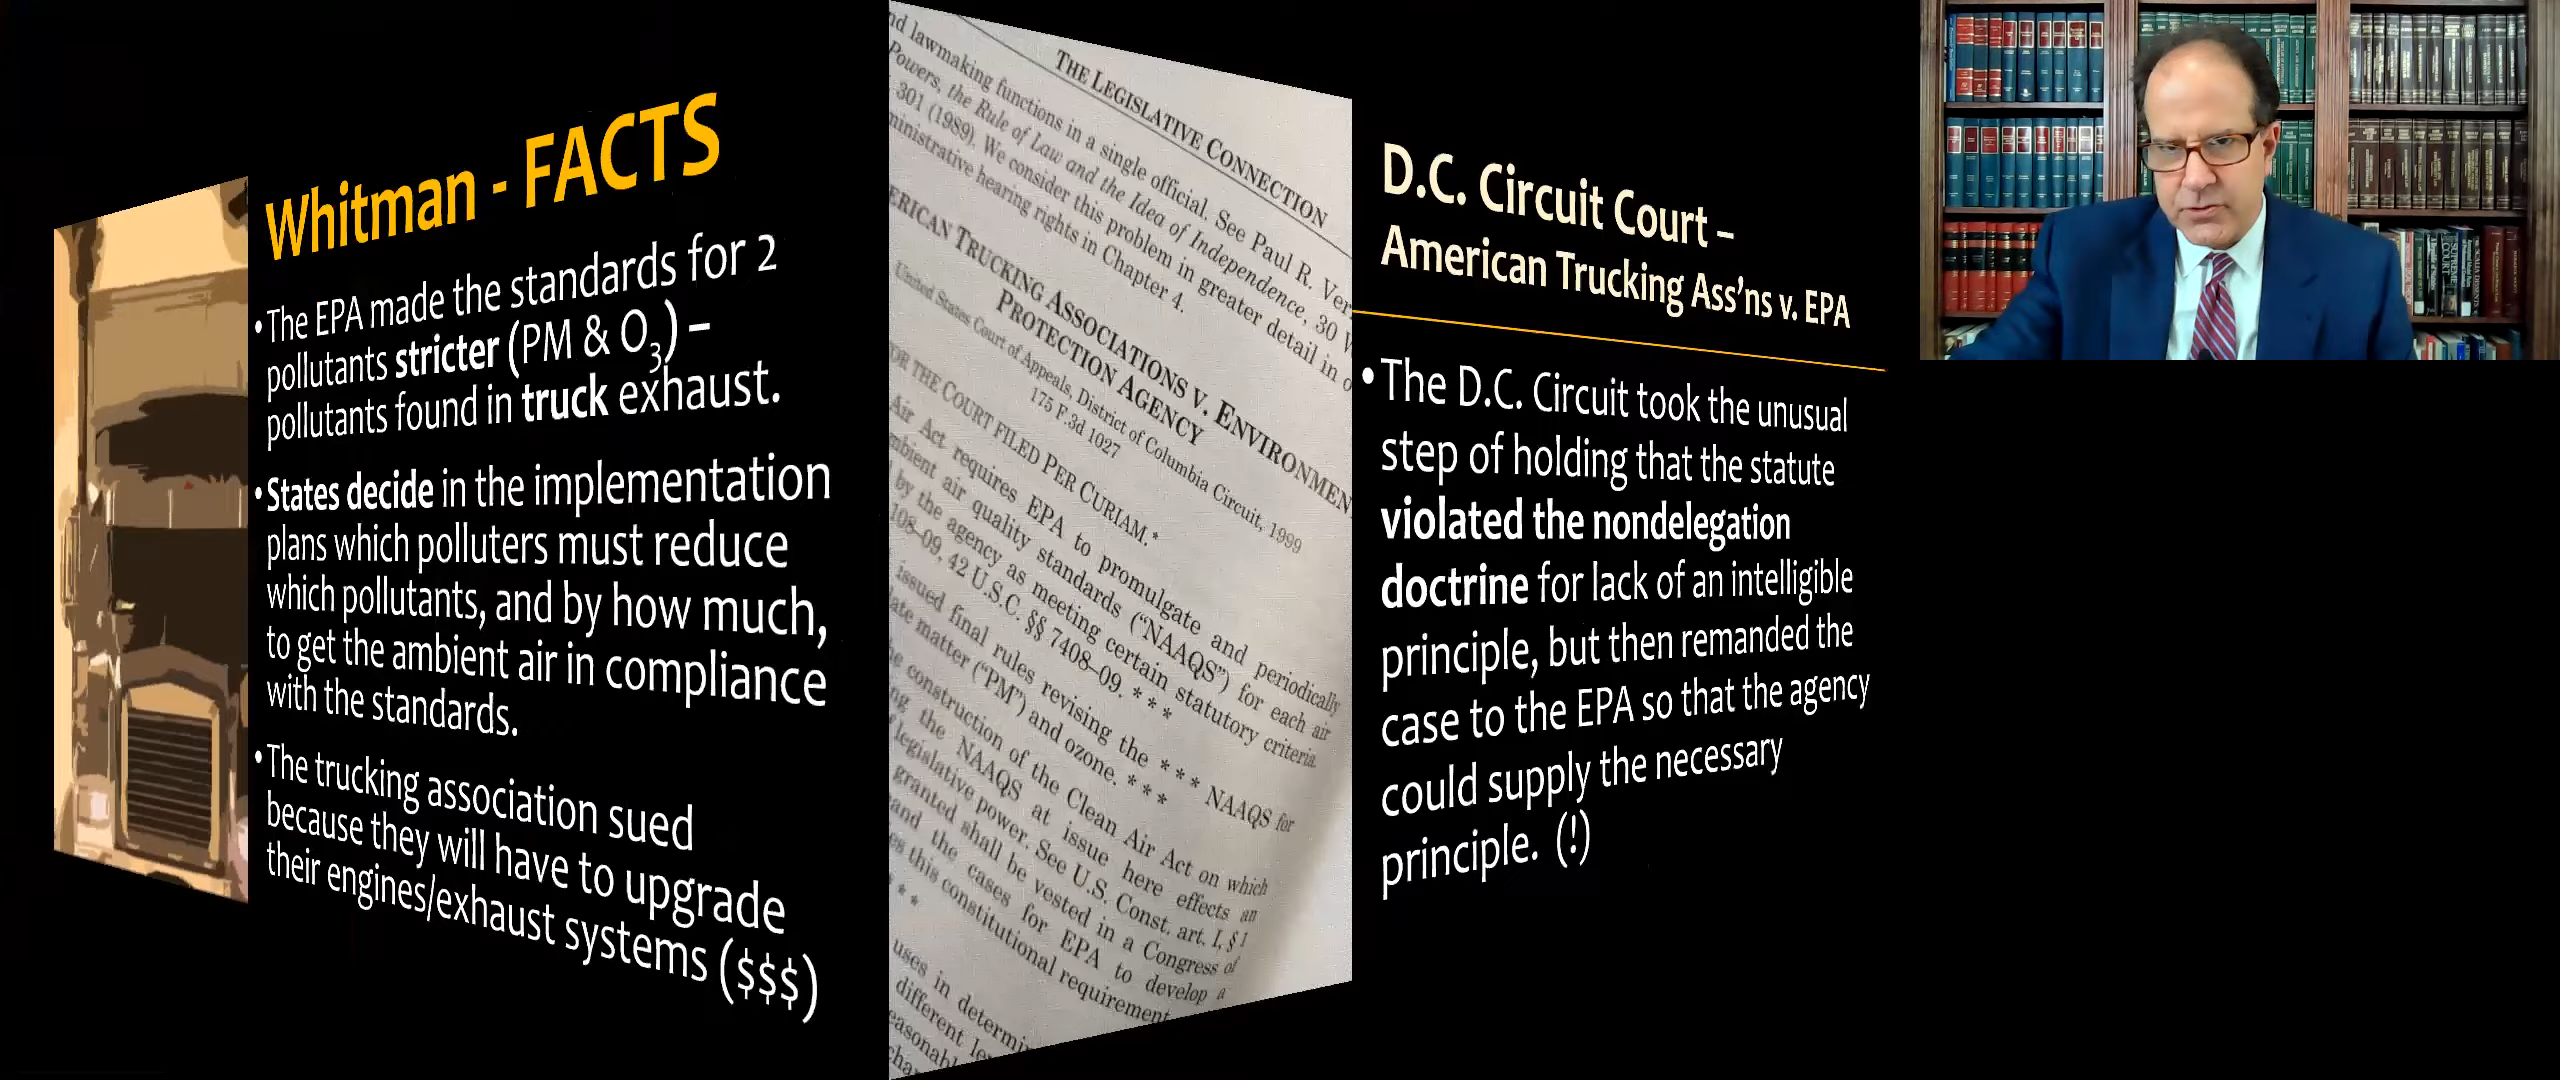 Whitman - FACTS
•The EPA made the standards for 2
pollutants stricter (PM & O3) –
pollutants found in truck exhaust.
•States decide in the implementation
plans which polluters must reduce
which pollutants, and by how much,
to get the ambient air in compliance
with the standards.
•The trucking association sued
because they will have to upgrade
their engines/exhaust systems ($$$)
THE LEGISLATIVE CONNECTION
lawmaking functions in a single official. See Paul R. Ver
Powers, the Rule of Law and the Idea of Independence, 30 W
301 (1989). We consider this problem in greater detail in
hearing rights in Chapter 4.
TRUCKING ASSOCIATIONS v. ENVIRONMEN
PROTECTION AGENCY
United States Court of Appeals, District of Columbia Circuit, 1999
175 F.3d 1027
FOR THE COURT FILED PER CURIAM.*
Air Act requires EPA to promulgate and periodically
air quality standards ("NAAQS") for each air
by the agency as meeting certain statutory criteria.
108–09, 42 U.S.C. §§ 7408–09. * * *
issued final rules revising the * * * NAAQS for
matter ("PM") and ozone. * * *
construction of the Clean Air Act on which
the NAAQS at issue here effects an
legislative power. See U.S. Const. art. I, § 1
granted shall be vested in a Congress of
and the cases for EPA to develop a
this constitutional requirement
* *
uses in determi
different le
D.C. Circuit Court –
American Trucking Ass'ns v. EPA
•The D.C. Circuit took the unusual
step of holding that the statute
violated the nondelegation
doctrine for lack of an intelligible
principle, but then remanded the
case to the EPA so that the agency
could supply the necessary
principle. (!)